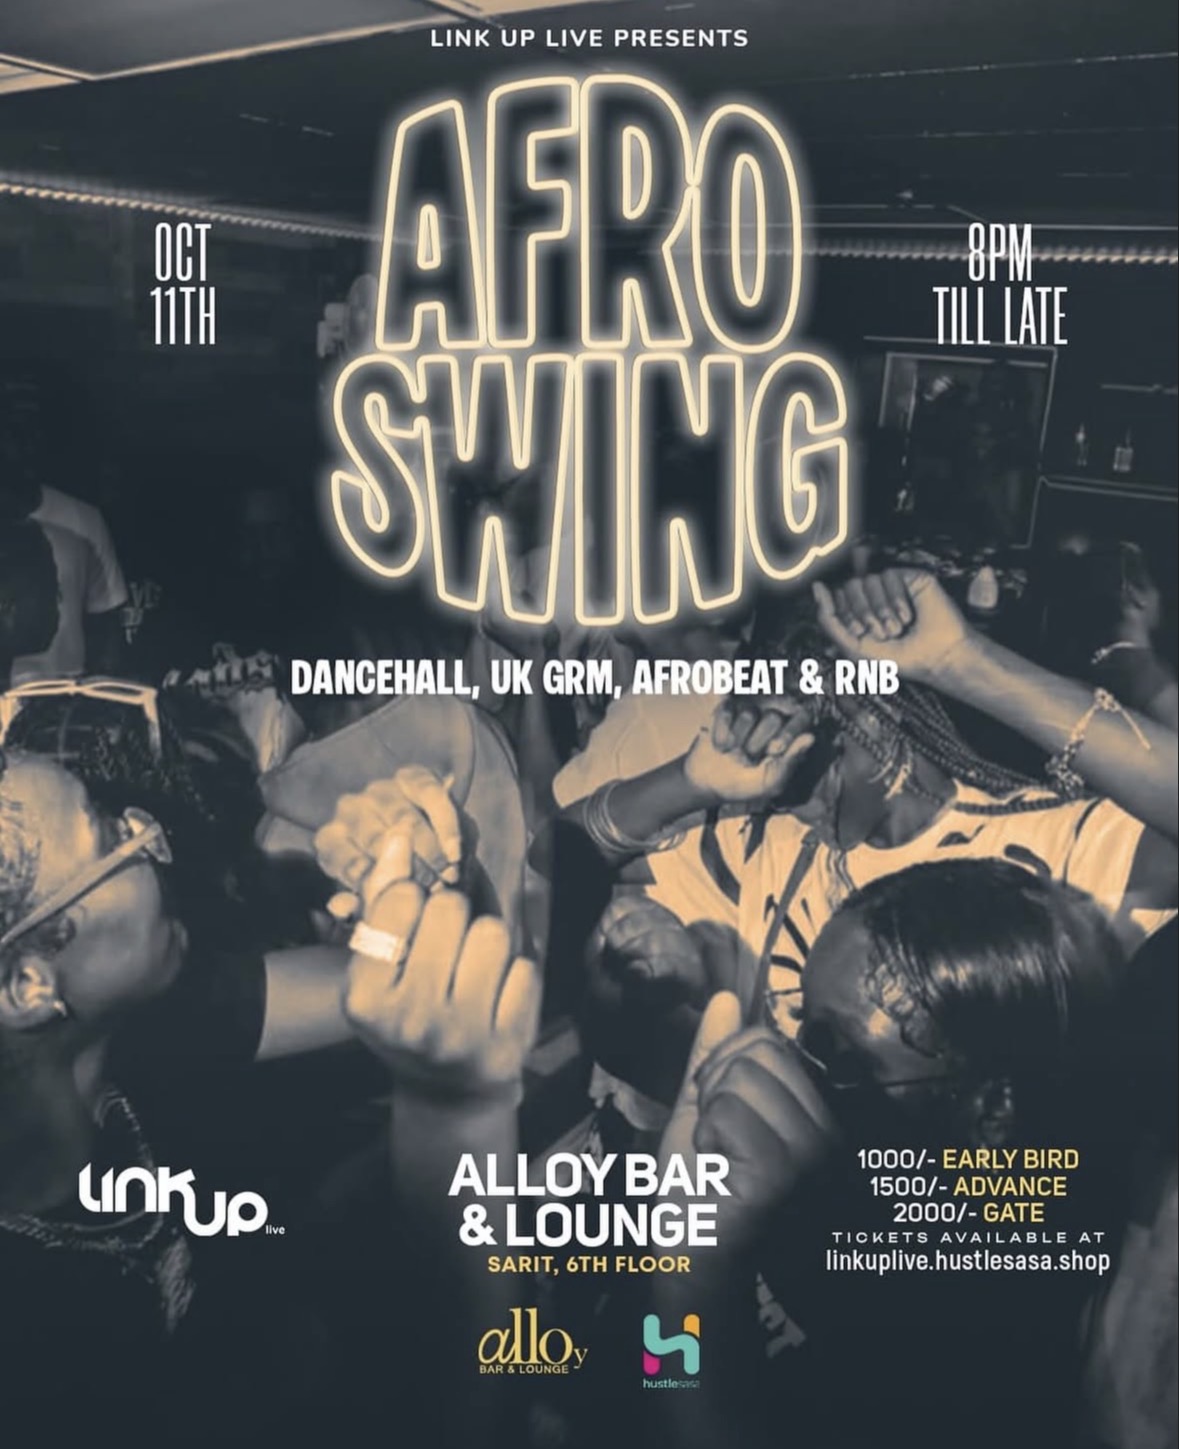 LINK UP LIVE PRESENTS
AFRO
SWING
OCT
11TH
8PM
TILL LATE
DANCEHALL, UK GRM, AFROBEAT & RNB
LINKUP live
ALLOY BAR
& LOUNGE
SARIT, 6TH FLOOR
1000/- EARLY BIRD
1500/- ADVANCE
2000/- GATE
TICKETS AVAILABLE AT
linkuplive.hustlesasa.shop
alloy
BAR & LOUNGE
hustlesasa